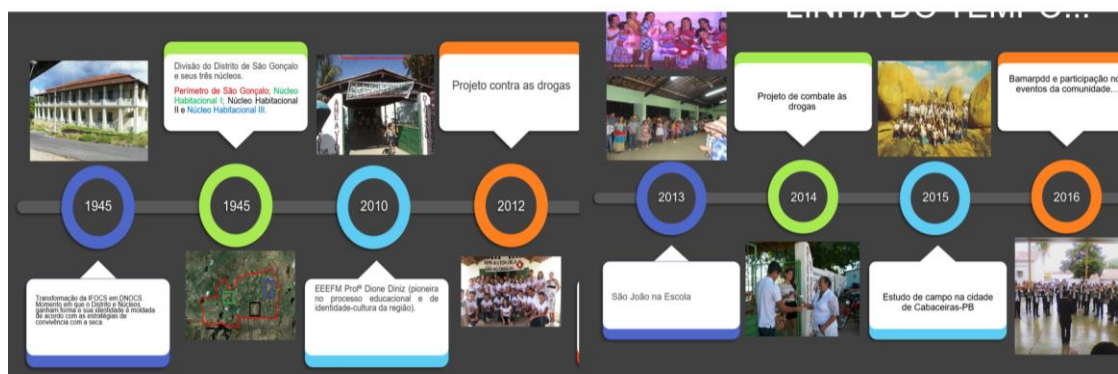 LINHA DO TEMPO...
Divisão do Distrito de São Gonçalo
e seus três núcleos.
Perímetro de São Gonçalo; Núcleo
Habitacional I; Núcleo Habitacional
II e Núcleo Habitacional III.
Projeto contra as drogas
Projeto de combate às
drogas
Bamarpdd e participação no
eventos da comunidade...
1945
1945
2010
2012
2013
2014
2015
2016
Transformação da IFOCS em DNOCS
Momento em que o Distrito e Núcleos
ganham forma e sua identidade é moldada
de acordo com as estratégias de
convivência com a seca.
EEEFM Profª Dione Diniz (pioneira
no processo educacional e de
identidade-cultura da região).
São João na Escola
Estudo de campo na cidade
de Cabaceiras-PB